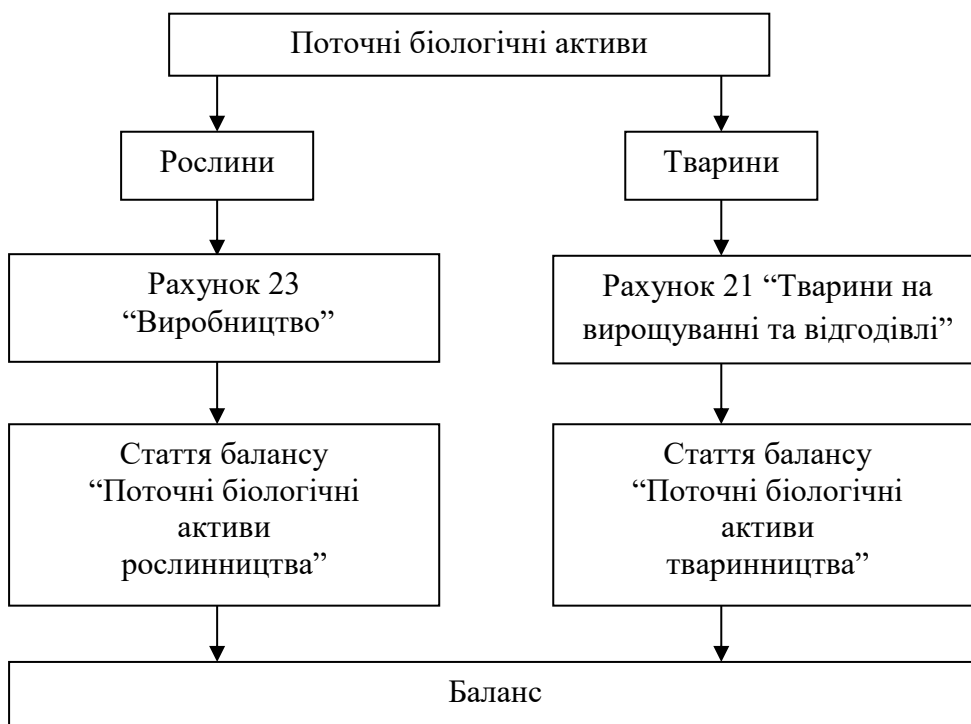 Поточні біологічні активи
Рослини
Тварини
Рахунок 23
“Виробництво”
Рахунок 21 “Тварини на
вирощуванні та відгодівлі”
Стаття балансу
“Поточні біологічні
активи
рослинництва”
Стаття балансу
“Поточні біологічні
активи
тваринництва”
Баланс